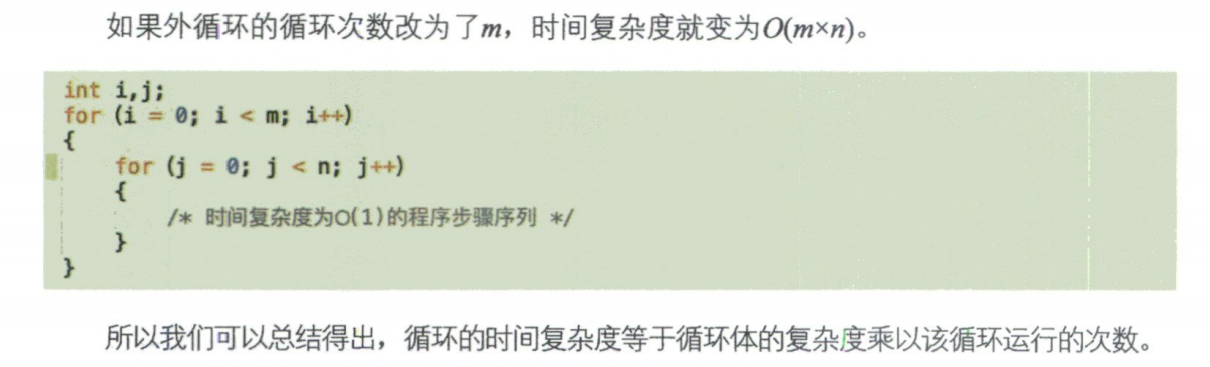 如果外循环的循环次数改为了m，时间复杂度就变为O(m×n)。
int i,j;
for (i = 0; i < m; i++)
{
    for (j = 0; j < n; j++)
    {
        /* 时间复杂度为O(1)的程序步骤序列 */
    }
}
所以我们可以总结得出，循环的时间复杂度等于循环体的复杂度乘以该循环运行的次数。